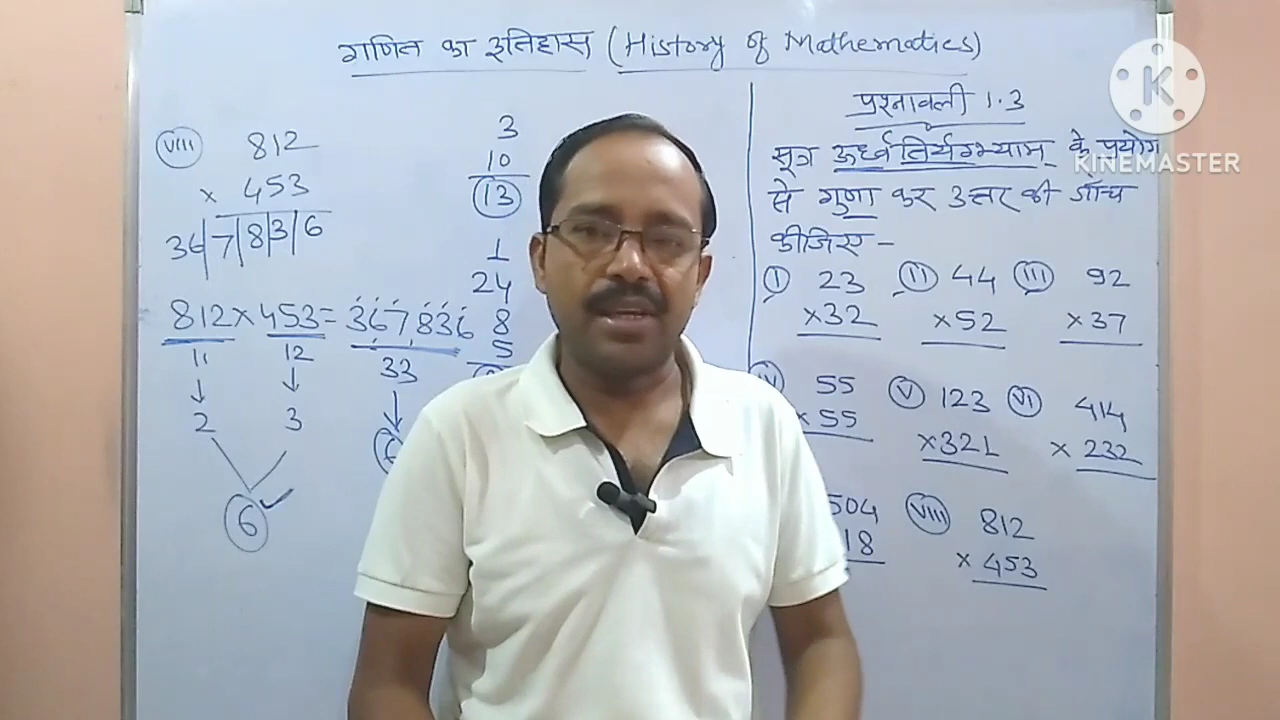 गणित का इतिहास (History of Mathematics)
VIII 812
× 453
36|7|8|3|6
812×453=367836
11 12 33
2 3
6
3
10
13
1
24
8
5
प्रश्नावली 1.3
सूत्र ऊर्ध्वतिर्यग्भ्याम् के प्रयोग
से गुणा कर उत्तर की जाँच
कीजिए -
I 23 II 44 III 92
×32 ×52 ×37
IV 55 V 123 VI 414
×55 ×321 × 232
504 VIII 812
18 × 453
K
KINEMASTER